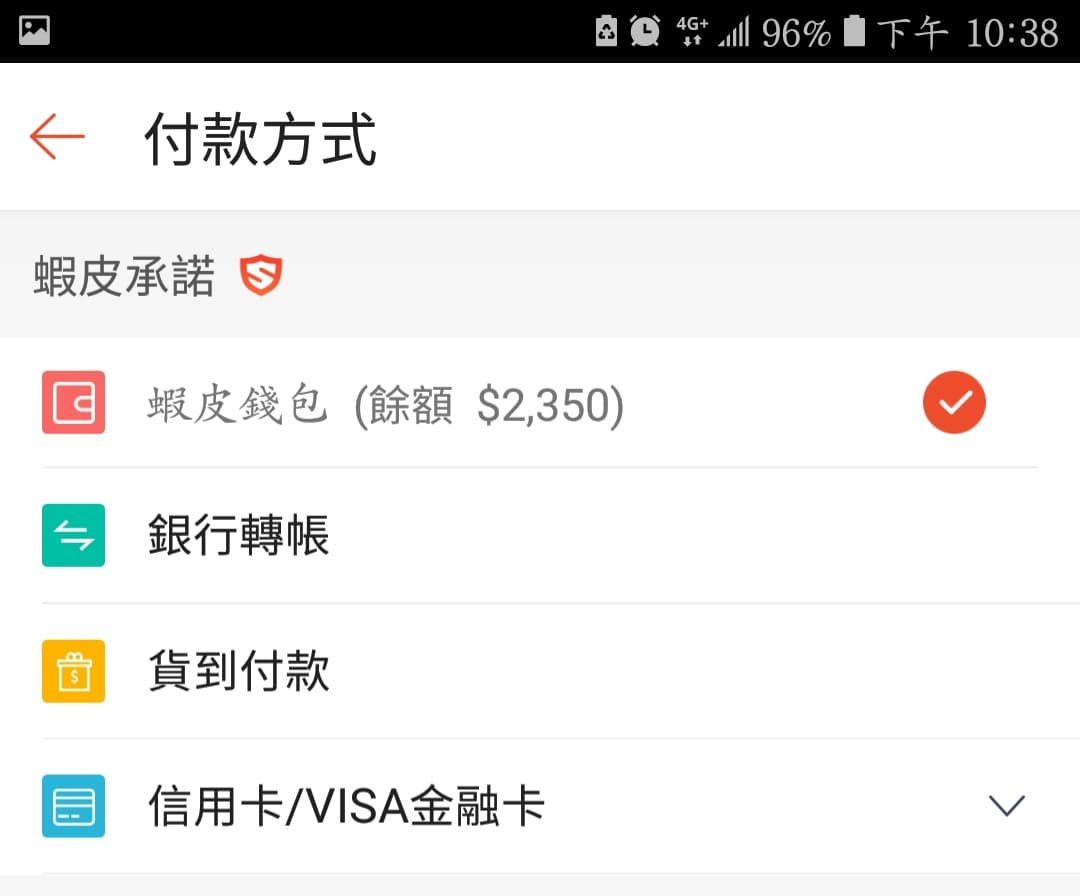 4G+ 96% 下午 10:38
付款方式
蝦皮承諾
蝦皮錢包 (餘額 $2,350)
銀行轉帳
貨到付款
信用卡/VISA金融卡